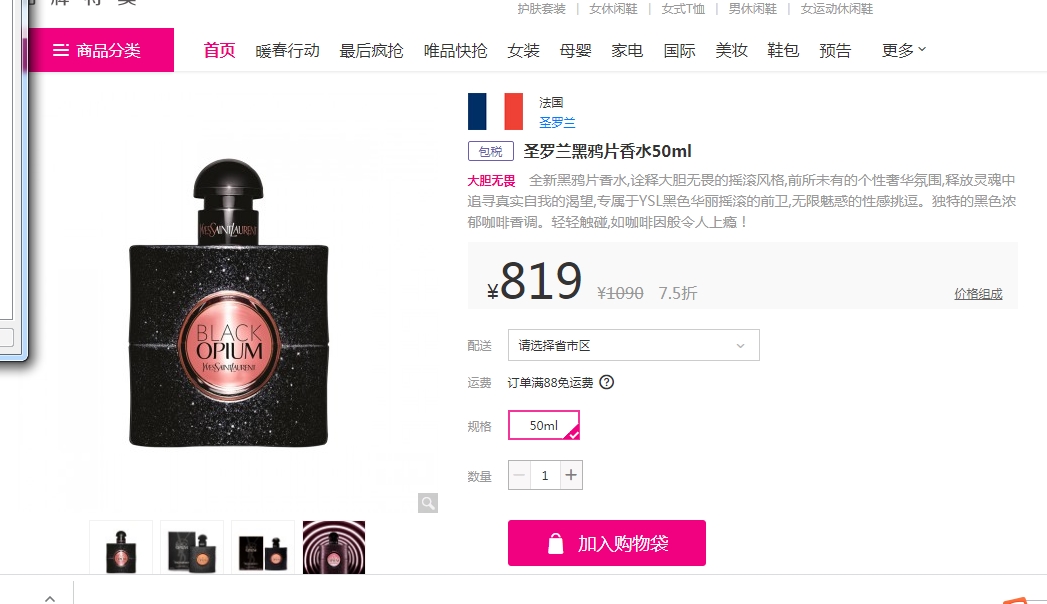 护肤套装 | 女休闲鞋 | 女式T恤 | 男休闲鞋 | 女运动休闲鞋
商品分类 首页 暖春行动 最后疯抢 唯品快抢 女装 母婴 家电 国际 美妆 鞋包 预告 更多
法国
圣罗兰
包税 圣罗兰黑鸦片香水50ml
大胆无畏 全新黑鸦片香水,诠释大胆无畏的摇滚风格,前所未有的个性奢华氛围,释放灵魂中
追寻真实自我的渴望,专属于YSL黑色华丽摇滚的前卫,无限魅惑的性感挑逗。独特的黑色浓
郁咖啡香调。轻轻触碰,如咖啡因般令人上瘾！
¥819 ¥1090 7.5折 价格组成
配送 请选择省市区
运费 订单满88免运费 ?
规格 50ml
数量 − 1 +
加入购物袋
YVESSAINTLAURENT
BLACK
OPIUM
YVESSAINTLAURENT